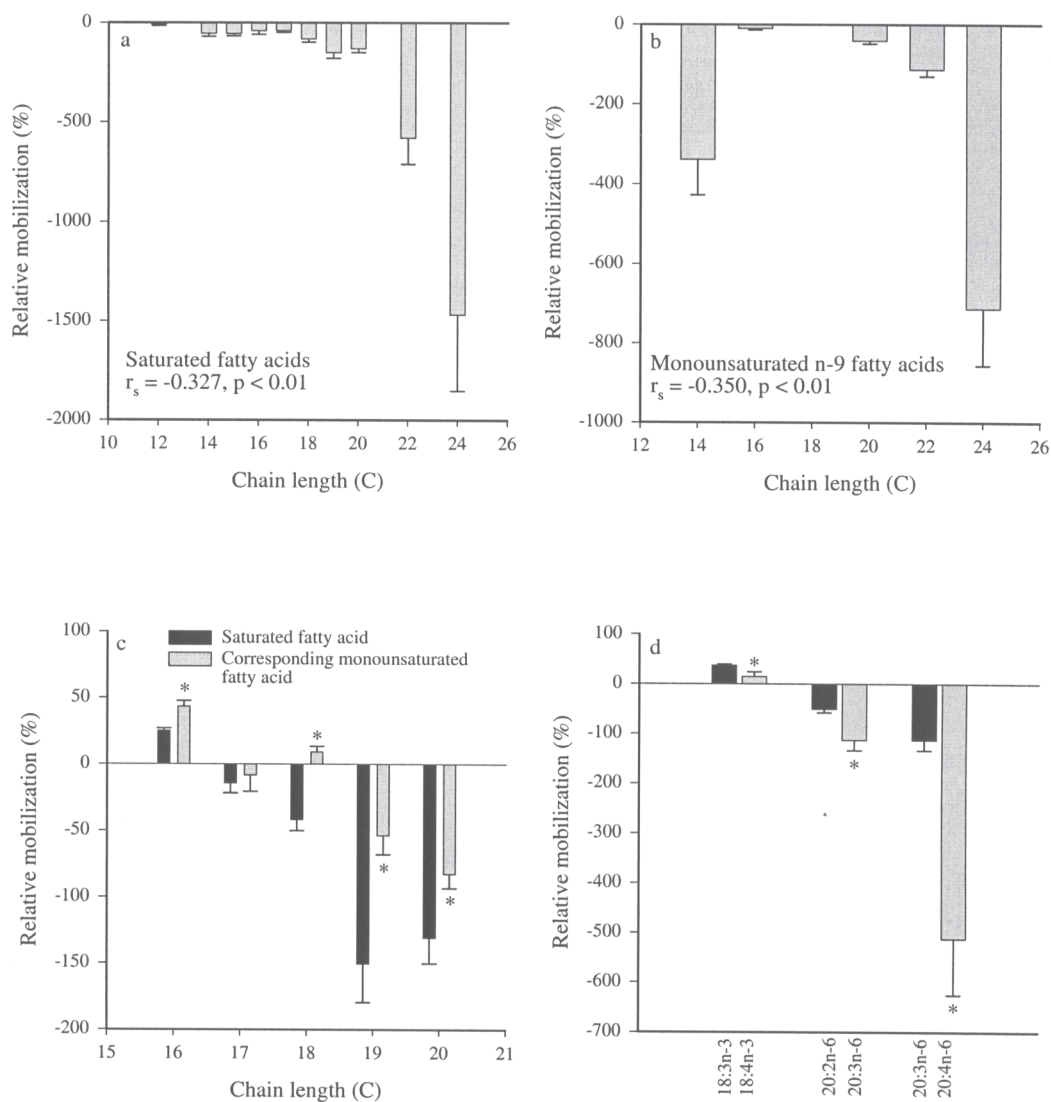 a
0
-500
-1000
-1500
-2000
Relative mobilization (%)
Saturated fatty acids
rs = -0.327, p < 0.01
10 12 14 16 18 20 22 24 26
Chain length (C)
b
0
-200
-400
-600
-800
-1000
Relative mobilization (%)
Monounsaturated n-9 fatty acids
rs = -0.350, p < 0.01
12 14 16 18 20 22 24 26
Chain length (C)
c
100
50
0
-50
-100
-150
-200
Relative mobilization (%)
Saturated fatty acid
Corresponding monounsaturated
fatty acid
*
*
*
*
15 16 17 18 19 20 21
Chain length (C)
d
100
0
-100
-200
-300
-400
-500
-600
-700
Relative mobilization (%)
*
*
*
18:3n-3
18:4n-3
20:2n-6
20:3n-6
20:3n-6
20:4n-6